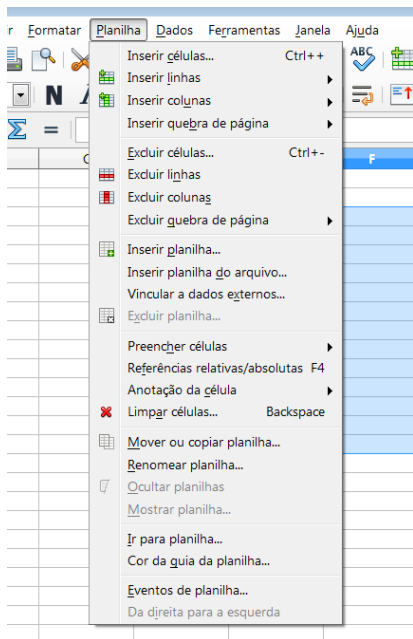 r Formatar Planilha Dados Ferramentas Janela Ajuda
ABC
N
Σ =
C F
Inserir células... Ctrl++
Inserir linhas
Inserir colunas
Inserir quebra de página
Excluir células... Ctrl+-
Excluir linhas
Excluir colunas
Excluir quebra de página
Inserir planilha...
Inserir planilha do arquivo...
Vincular a dados externos...
Excluir planilha...
Preencher células
Referências relativas/absolutas F4
Anotação da célula
Limpar células... Backspace
Mover ou copiar planilha...
Renomear planilha...
Ocultar planilhas
Mostrar planilha...
Ir para planilha...
Cor da guia da planilha...
Eventos de planilha...
Da direita para a esquerda